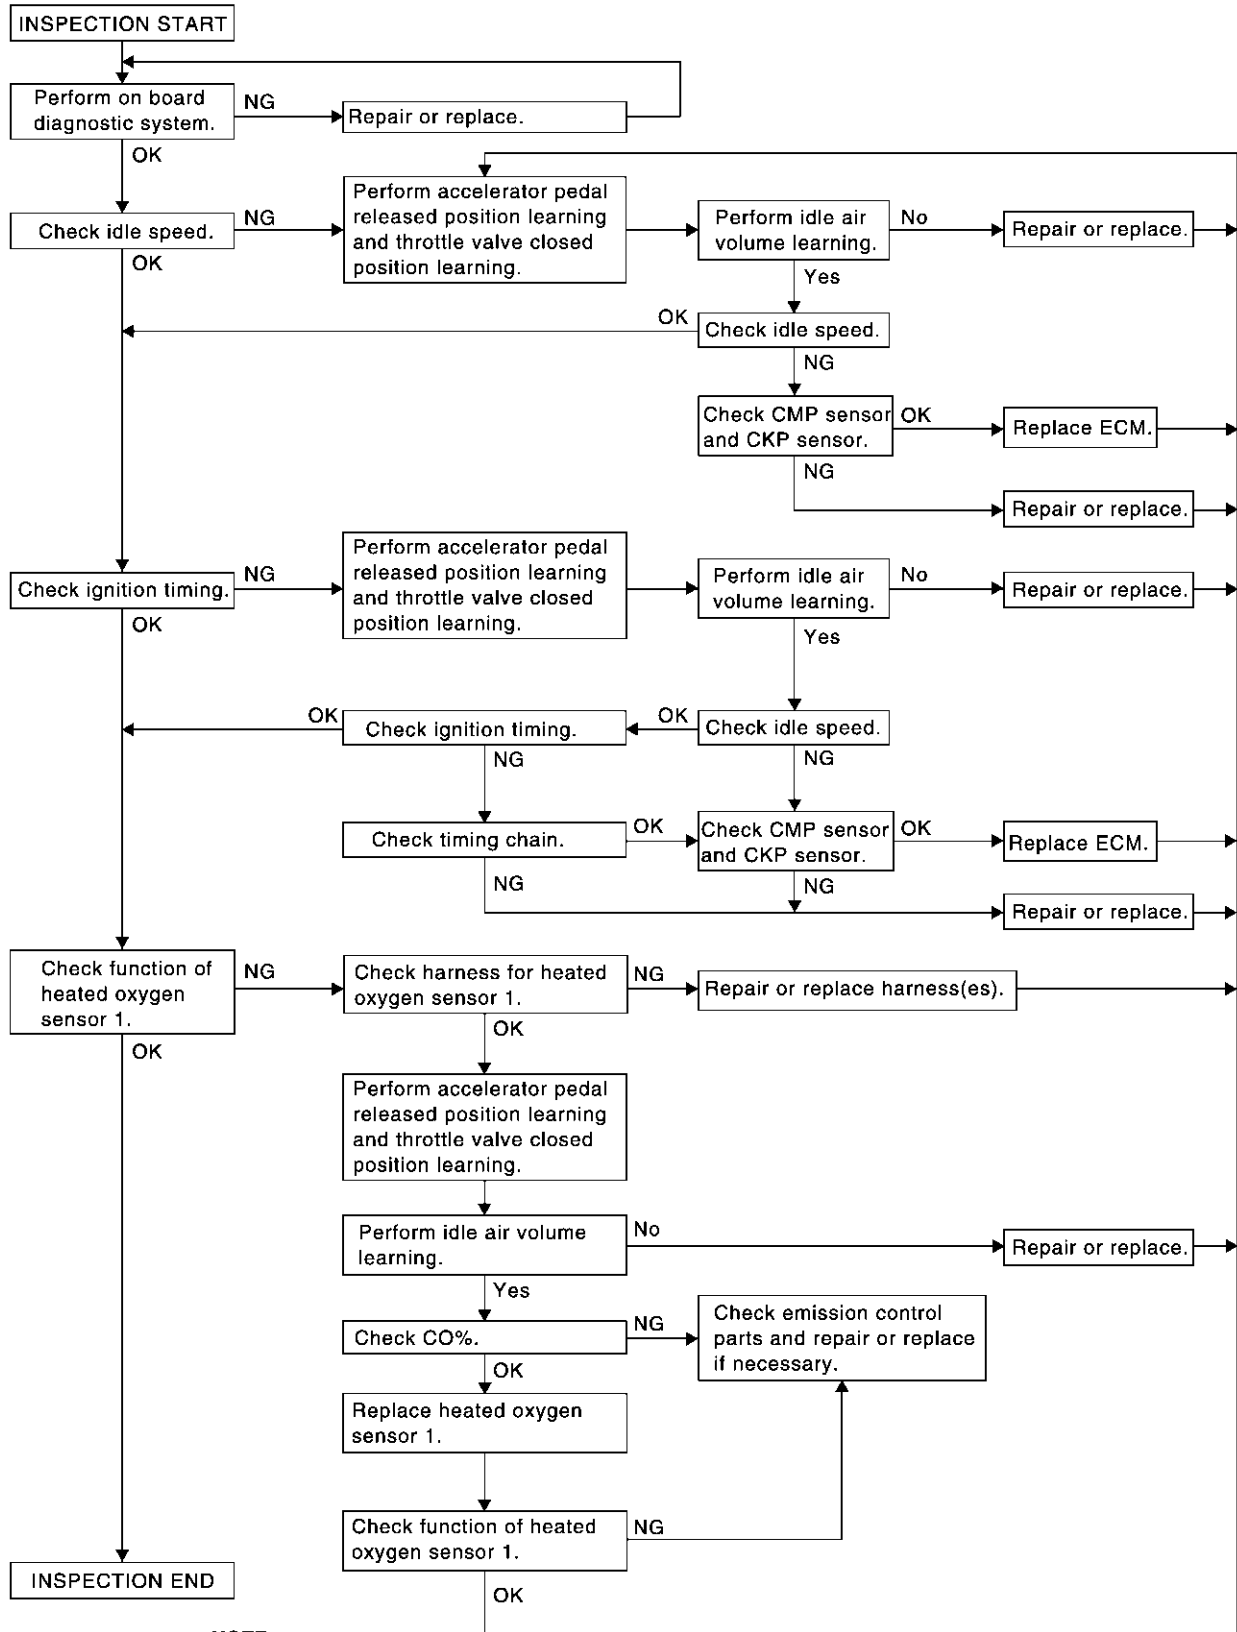 INSPECTION START
Perform on board
diagnostic system.
NG
Repair or replace.
OK
Check idle speed.
NG
Perform accelerator pedal
released position learning
and throttle valve closed
position learning.
Perform idle air
volume learning.
No
Repair or replace.
OK
Yes
OK
Check idle speed.
NG
Check CMP sensor
and CKP sensor.
OK
Replace ECM.
NG
Repair or replace.
Check ignition timing.
NG
Perform accelerator pedal
released position learning
and throttle valve closed
position learning.
Perform idle air
volume learning.
No
Repair or replace.
OK
Yes
OK
Check ignition timing.
OK
Check idle speed.
NG
NG
Check timing chain.
OK
Check CMP sensor
and CKP sensor.
OK
Replace ECM.
NG
NG
Repair or replace.
Check function of
heated oxygen
sensor 1.
NG
Check harness for heated
oxygen sensor 1.
NG
Repair or replace harness(es).
OK
OK
Perform accelerator pedal
released position learning
and throttle valve closed
position learning.
Perform idle air volume
learning.
No
Repair or replace.
Yes
Check CO%.
NG
Check emission control
parts and repair or replace
if necessary.
OK
Replace heated oxygen
sensor 1.
Check function of heated
oxygen sensor 1.
NG
INSPECTION END
OK